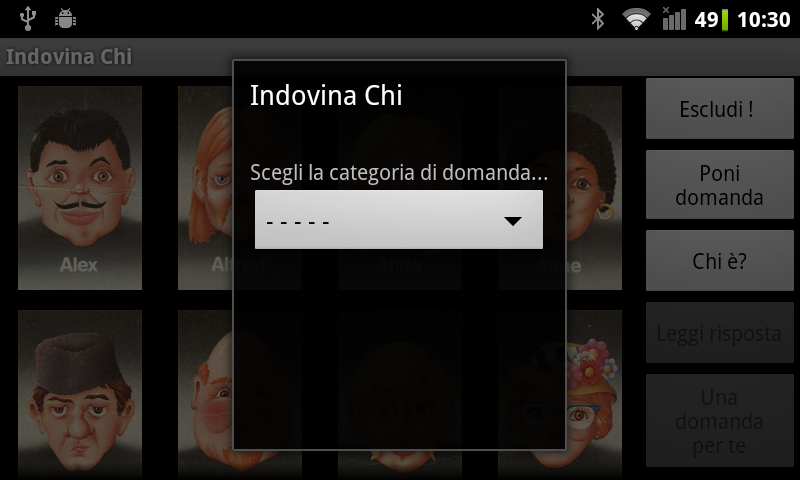 49 10:30
Indovina Chi
Indovina Chi
Scegli la categoria di domanda...
- - - - -
Alex
Alfred
Anita
Anne
Escludi !
Poni
domanda
Chi è?
Leggi risposta
Una
domanda
per te